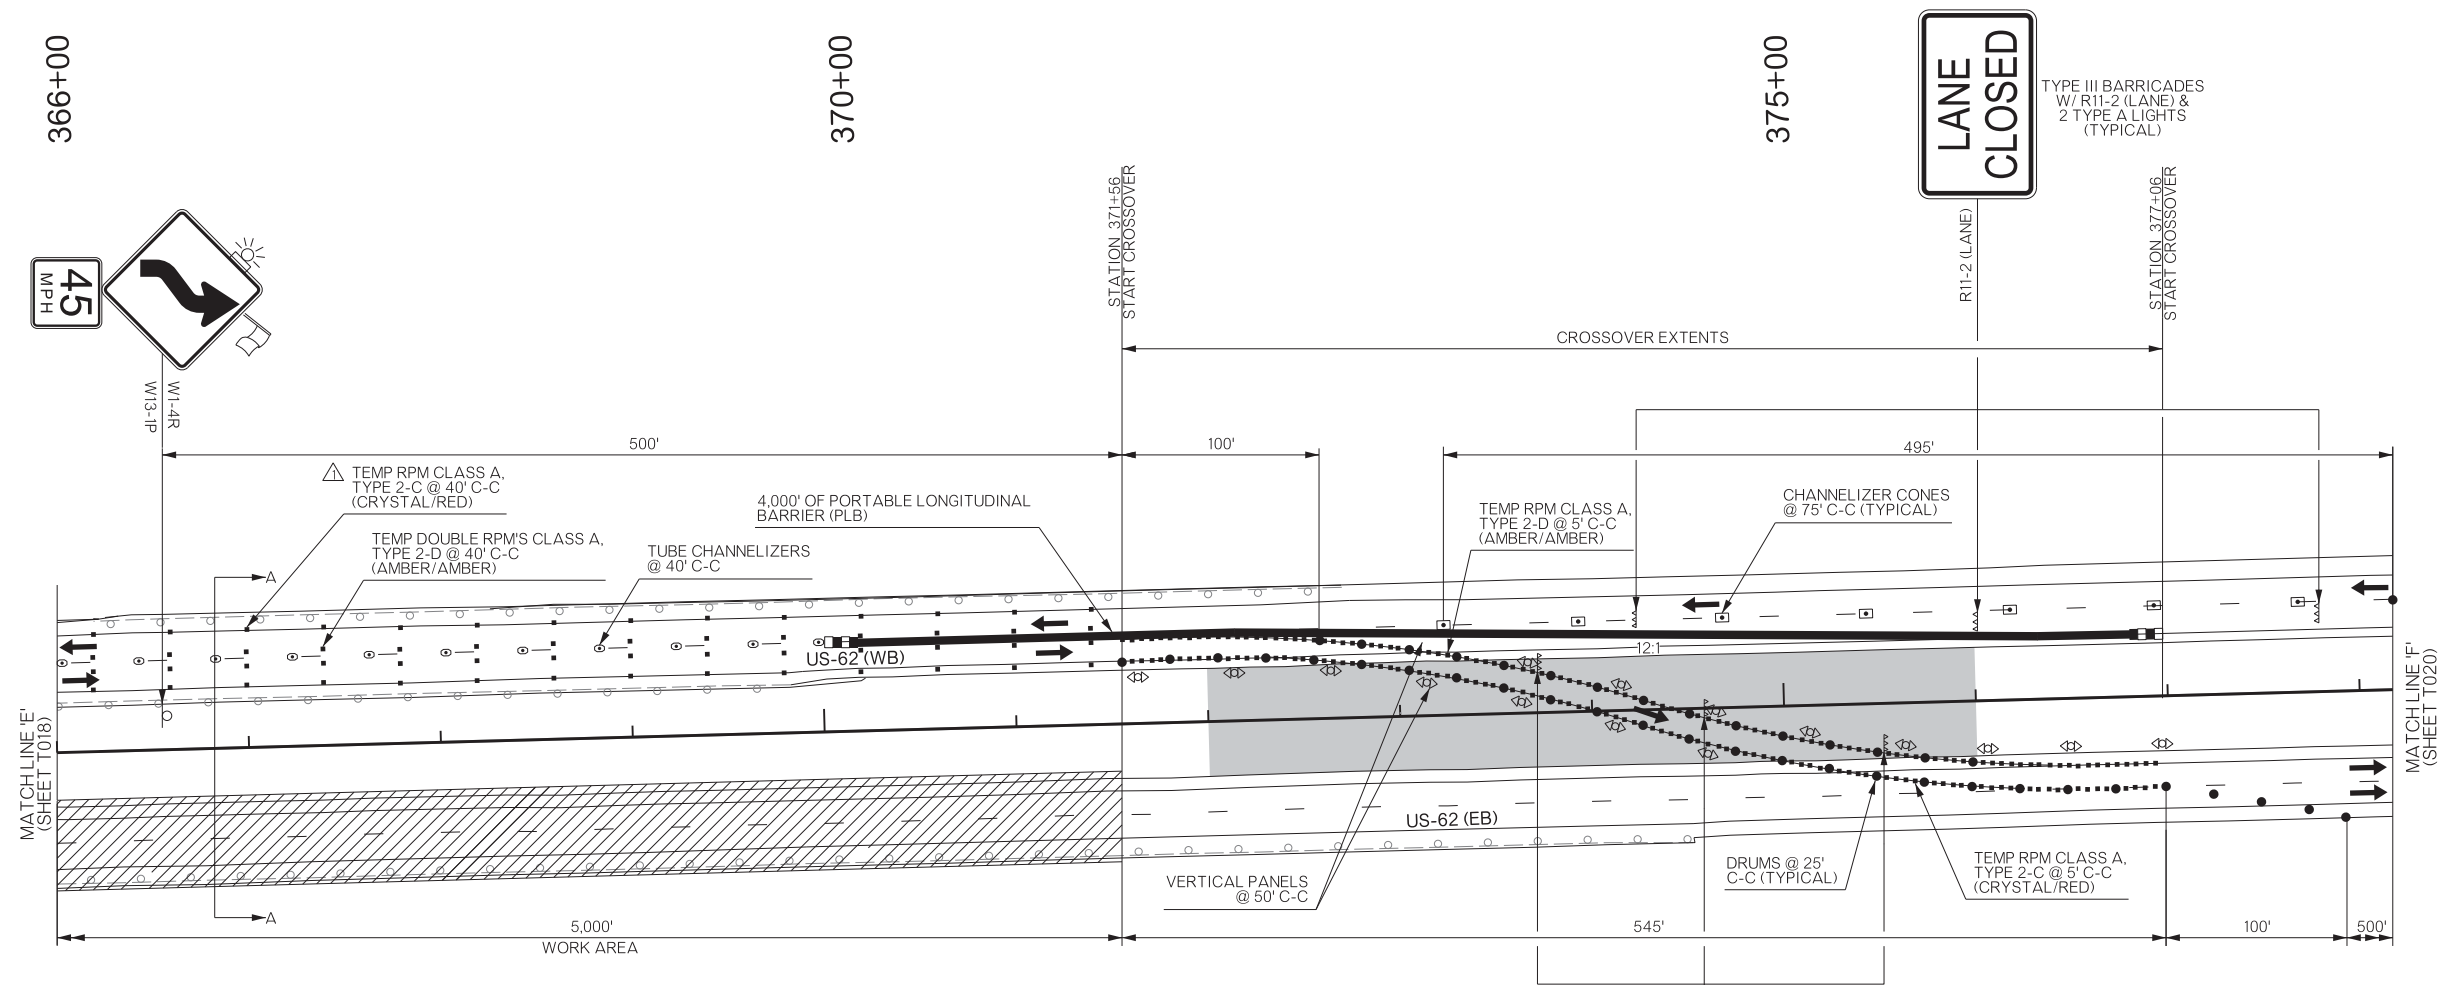 366+00
370+00
375+00
LANE
CLOSED
TYPE III BARRICADES
W/ R11-2 (LANE) &
2 TYPE A LIGHTS
(TYPICAL)
STATION 371+56
START CROSSOVER
R11-2 (LANE)
STATION 377+06
START CROSSOVER
45
MPH
W13-1P
W1-4R
CROSSOVER EXTENTS
500'
100'
495'
1
TEMP RPM CLASS A,
TYPE 2-C @ 40' C-C
(CRYSTAL/RED)
4,000' OF PORTABLE LONGITUDINAL
BARRIER (PLB)
TEMP RPM CLASS A,
TYPE 2-D @ 5' C-C
(AMBER/AMBER)
CHANNELIZER CONES
@ 75' C-C (TYPICAL)
TEMP DOUBLE RPM'S CLASS A,
TYPE 2-D @ 40' C-C
(AMBER/AMBER)
TUBE CHANNELIZERS
@ 40' C-C
A
US-62 (WB)
12:1
MATCH LINE 'E'
(SHEET T018)
MATCH LINE 'F'
(SHEET T020)
US-62 (EB)
VERTICAL PANELS
@ 50' C-C
DRUMS @ 25'
C-C (TYPICAL)
TEMP RPM CLASS A,
TYPE 2-C @ 5' C-C
(CRYSTAL/RED)
A
5,000'
WORK AREA
545'
100'
500'